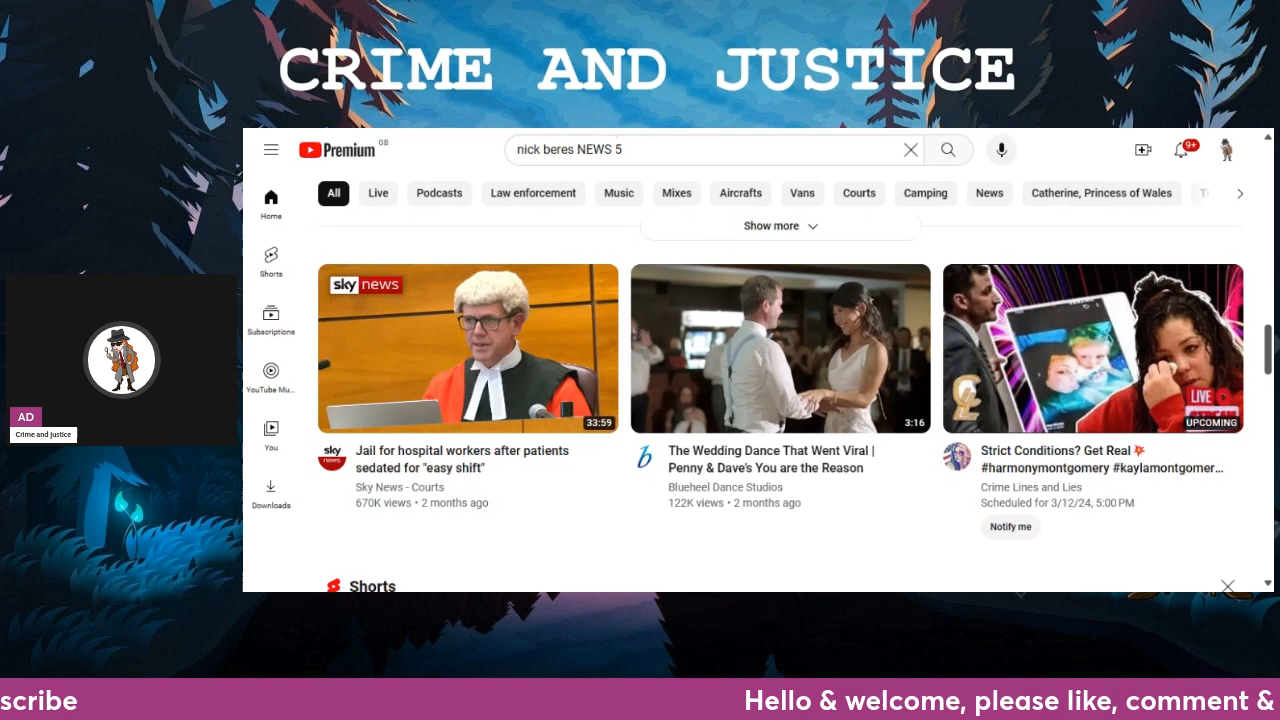 CRIME AND JUSTICE
Premium GB
nick beres NEWS 5
9+
All
Live
Podcasts
Law enforcement
Music
Mixes
Aircrafts
Vans
Courts
Camping
News
Catherine, Princess of Wales
Home
Shorts
Subscriptions
YouTube Mu...
You
Downloads
Show more
sky news
33:59
3:16
LIVE
UPCOMING
sky news
Jail for hospital workers after patients
sedated for "easy shift"
Sky News - Courts
670K views • 2 months ago
b
The Wedding Dance That Went Viral |
Penny & Dave's You are the Reason
Blueheel Dance Studios
122K views • 2 months ago
Strict Conditions? Get Real💥
#harmonymontgomery #kaylamontgomer...
Crime Lines and Lies
Scheduled for 3/12/24, 5:00 PM
Notify me
Shorts
AD
Crime and Justice
scribe
Hello & welcome, please like, comment &